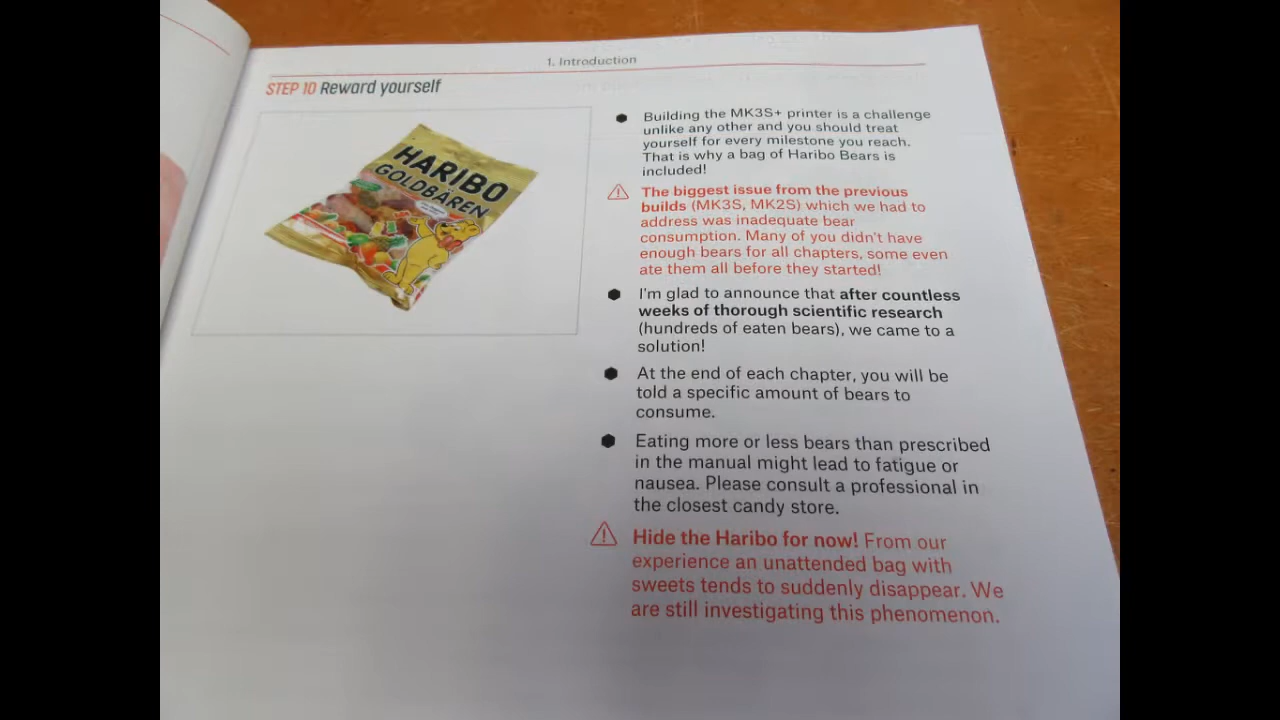 1. Introduction
STEP 10 Reward yourself
HARIBO
GOLDBÄREN
Building the MK3S+ printer is a challenge
unlike any other and you should treat
yourself for every milestone you reach.
That is why a bag of Haribo Bears is
included!
The biggest issue from the previous
builds (MK3S, MK2S) which we had to
address was inadequate bear
consumption. Many of you didn't have
enough bears for all chapters, some even
ate them all before they started!
I'm glad to announce that after countless
weeks of thorough scientific research
(hundreds of eaten bears), we came to a
solution!
At the end of each chapter, you will be
told a specific amount of bears to
consume.
Eating more or less bears than prescribed
in the manual might lead to fatigue or
nausea. Please consult a professional in
the closest candy store.
Hide the Haribo for now! From our
experience an unattended bag with
sweets tends to suddenly disappear. We
are still investigating this phenomenon.